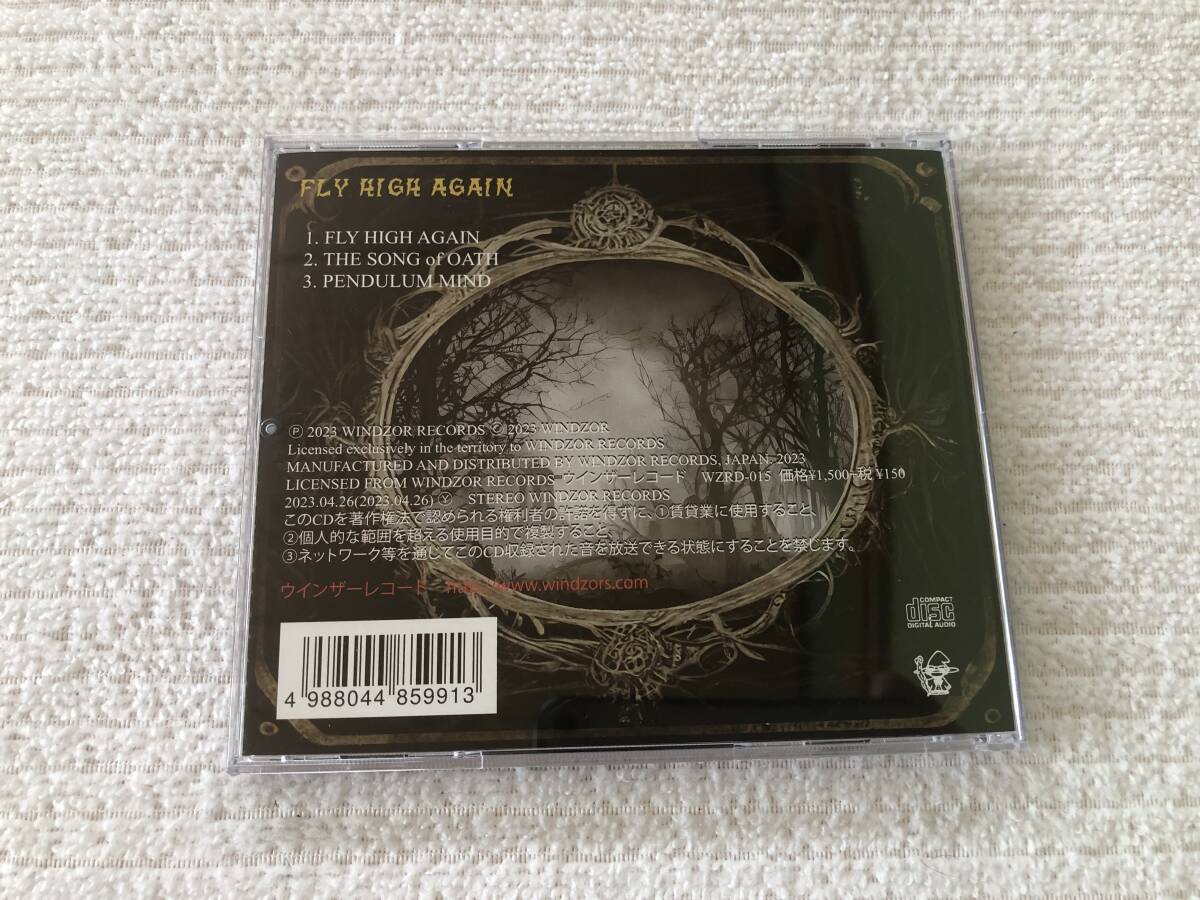 FLY HIGH AGAIN
1. FLY HIGH AGAIN
2. THE SONG of OATH
3. PENDULUM MIND
Ⓟ 2023 WINDZOR RECORDS © 2023 WINDZOR
Licensed exclusively in the territory to WINDZOR RECORDS
MANUFACTURED AND DISTRIBUTED BY WINDZOR RECORDS, JAPAN, 2023
LICENSED FROM WINDZOR RECORDS ウインザーレコード WZRD-015 価格¥1,500+税 ¥150
2023.04.26(2023.04.26) Ⓨ STEREO WINDZOR RECORDS
このCDを著作権法で認められる権利者の許諾を得ずに、①賃貸業に使用すること、
②個人的な範囲を超える使用目的で複製すること、
③ネットワーク等を通してこのCD収録された音を放送できる状態にすることを禁じます。
ウインザーレコード http://www.windzors.com
COMPACT
disc
DIGITAL AUDIO
4 988044 859913